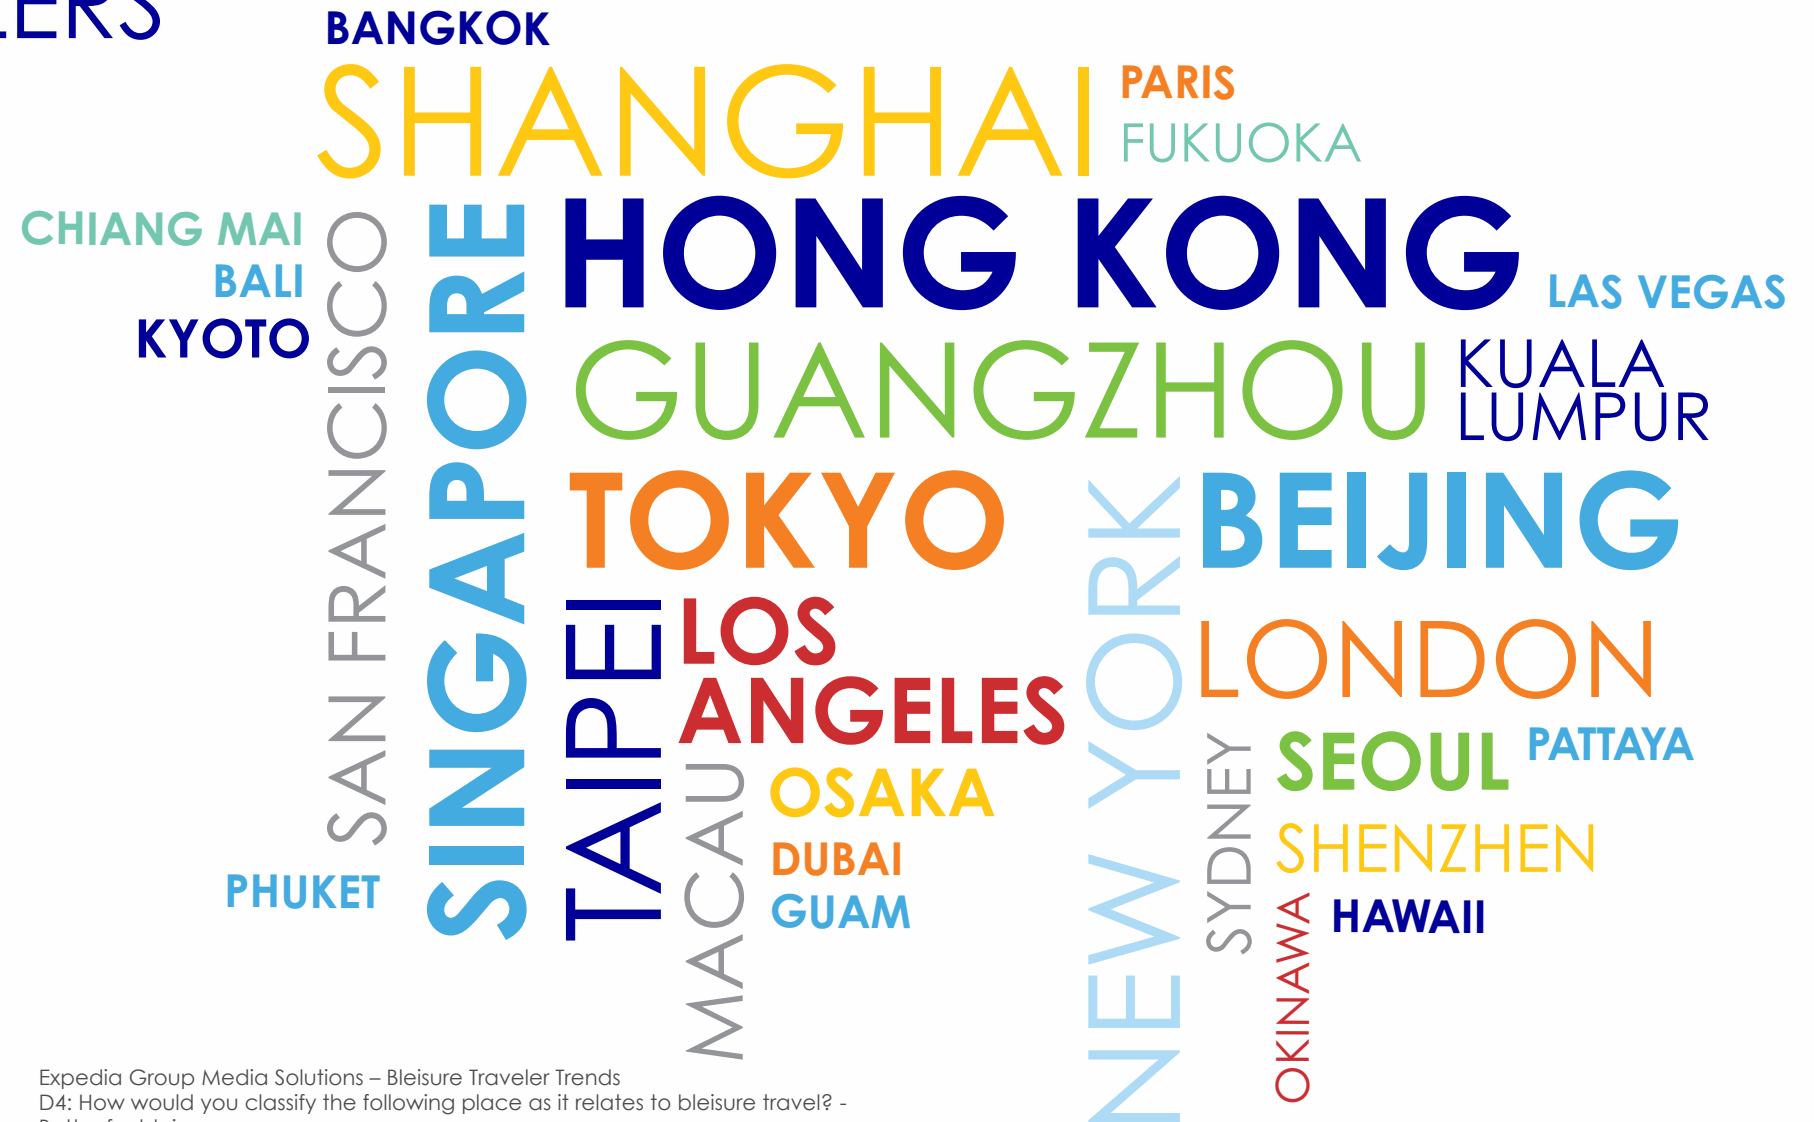 BANGKOK
SHANGHAI
PARIS
FUKUOKA
CHIANG MAI
BALI
KYOTO
SAN FRANCISCO
SINGAPORE
HONG KONG
LAS VEGAS
GUANGZHOU
KUALA
LUMPUR
TOKYO
BEIJING
TAIPEI
LOS
ANGELES
NEW YORK
LONDON
MACAU
OSAKA
DUBAI
GUAM
SYDNEY
SEOUL
PATTAYA
SHENZHEN
OKINAWA
HAWAII
PHUKET
Expedia Group Media Solutions – Bleisure Traveler Trends
D4: How would you classify the following place as it relates to bleisure travel? -